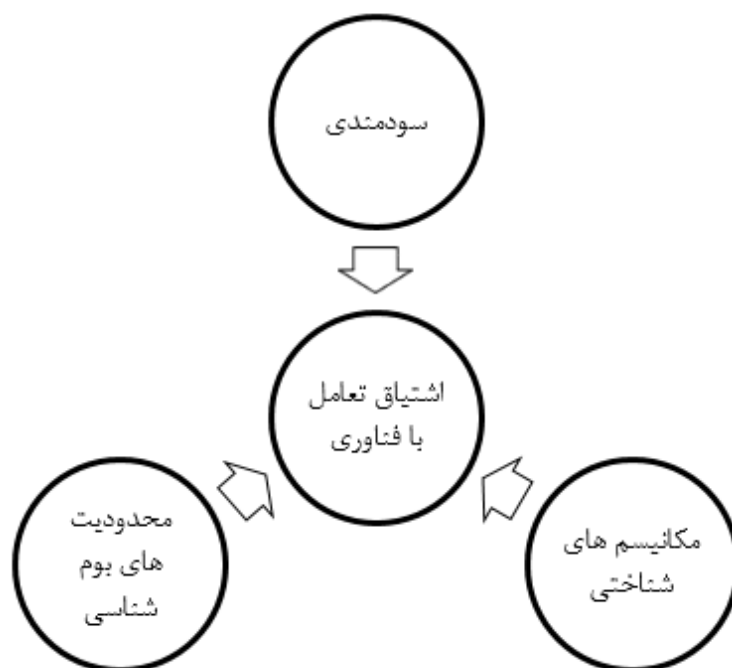 سودمندی
اشتیاق تعامل
با فناوری
محدودیت
های بوم
شناسی
مکانیسم های
شناختی